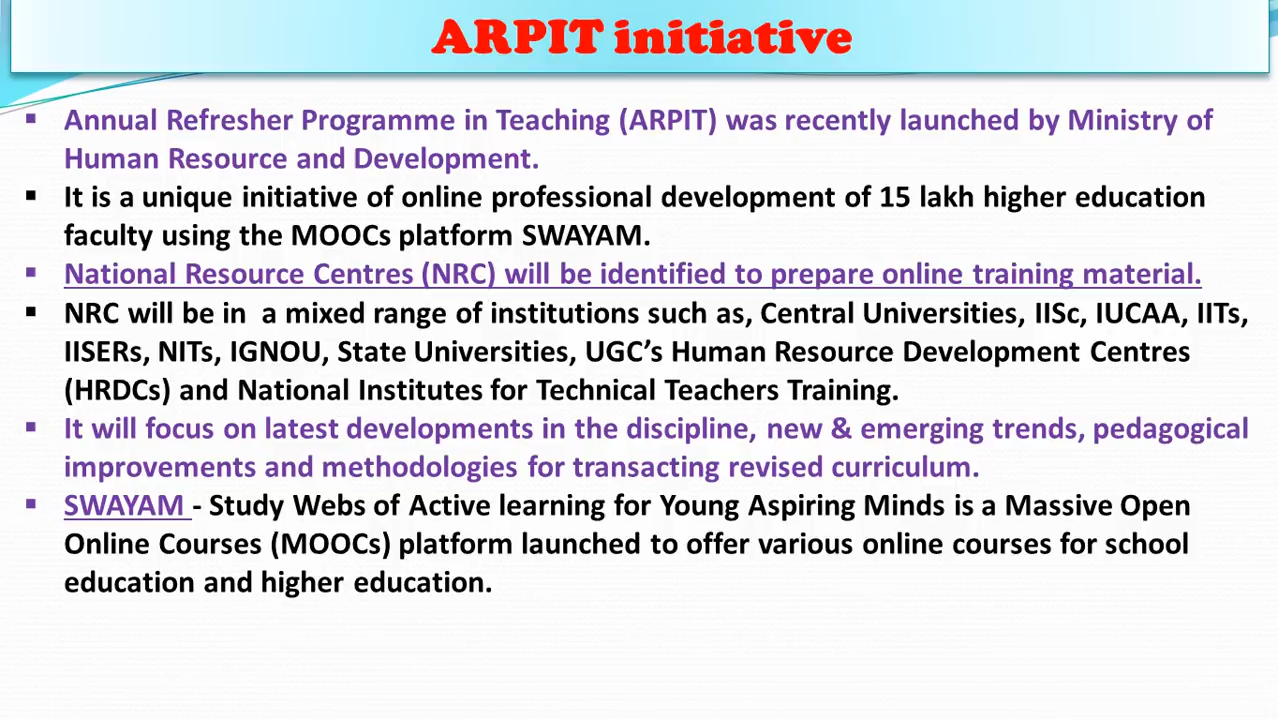 ARPIT initiative
▪ Annual Refresher Programme in Teaching (ARPIT) was recently launched by Ministry of
Human Resource and Development.
▪ It is a unique initiative of online professional development of 15 lakh higher education
faculty using the MOOCs platform SWAYAM.
▪ National Resource Centres (NRC) will be identified to prepare online training material.
▪ NRC will be in  a mixed range of institutions such as, Central Universities, IISc, IUCAA, IITs,
IISERs, NITs, IGNOU, State Universities, UGC’s Human Resource Development Centres
(HRDCs) and National Institutes for Technical Teachers Training.
▪ It will focus on latest developments in the discipline, new & emerging trends, pedagogical
improvements and methodologies for transacting revised curriculum.
▪ SWAYAM - Study Webs of Active learning for Young Aspiring Minds is a Massive Open
Online Courses (MOOCs) platform launched to offer various online courses for school
education and higher education.